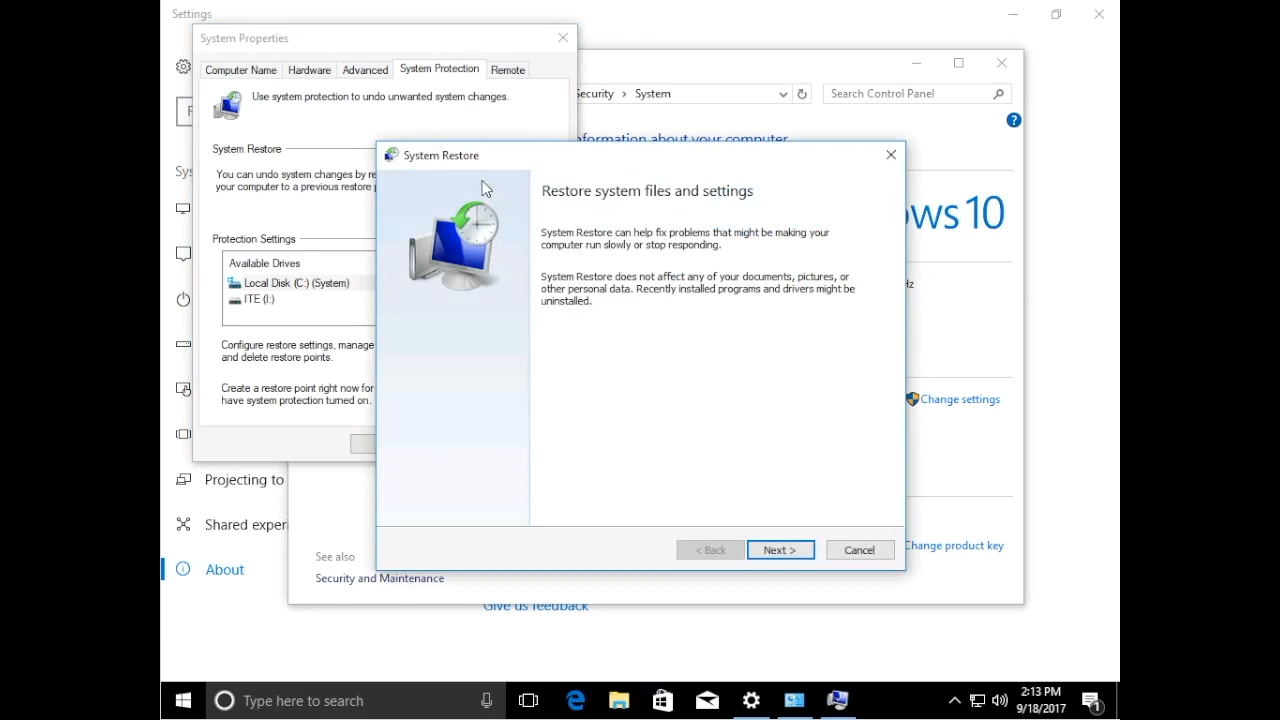 Settings
System Properties
Computer Name
Hardware
Advanced
System Protection
Remote
Use system protection to undo unwanted system changes.
System Restore
You can undo system changes by re
your computer to a previous restore p
Protection Settings
Available Drives
Local Disk (C:) (System)
ITE (I:)
Configure restore settings, manage
and delete restore points.
Create a restore point right now for
have system protection turned on.
Security > System
Search Control Panel
information about your computer
ows 10
Hz
Change settings
Change product key
See also
Security and Maintenance
Give us feedback
System Restore
Restore system files and settings
System Restore can help fix problems that might be making your
computer run slowly or stop responding.
System Restore does not affect any of your documents, pictures, or
other personal data. Recently installed programs and drivers might be
uninstalled.
< Back
Next >
Cancel
F
Sys
Projecting to
Shared exper
About
Type here to search
2:13 PM
9/18/2017
1